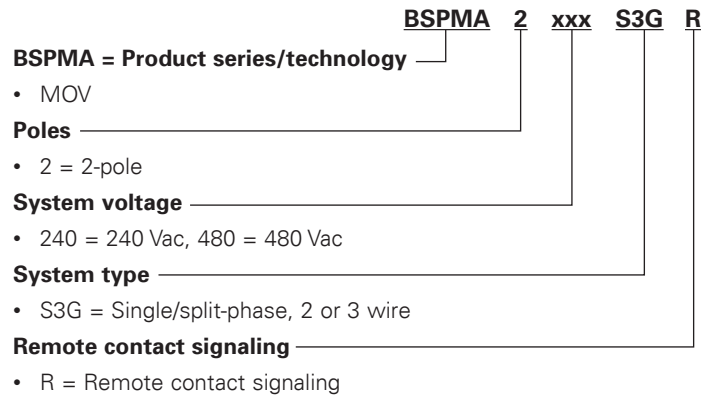 BSPMA 2 xxx S3G R
BSPMA = Product series/technology
• MOV
Poles
• 2 = 2-pole
System voltage
• 240 = 240 Vac, 480 = 480 Vac
System type
• S3G = Single/split-phase, 2 or 3 wire
Remote contact signaling
• R = Remote contact signaling